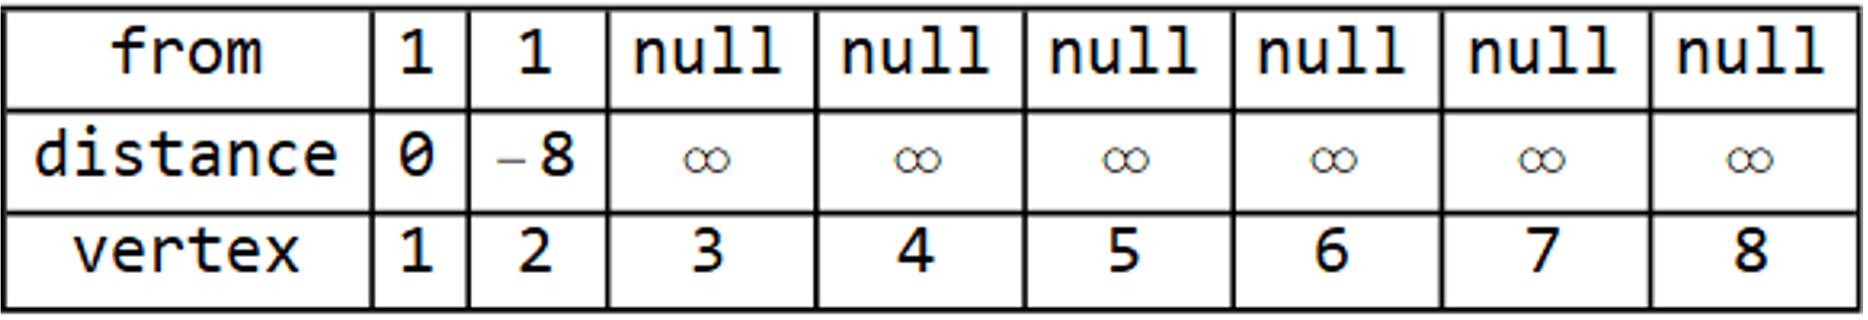 from 1 1 null null null null null null
distance 0 −8 ∞ ∞ ∞ ∞ ∞ ∞
vertex 1 2 3 4 5 6 7 8